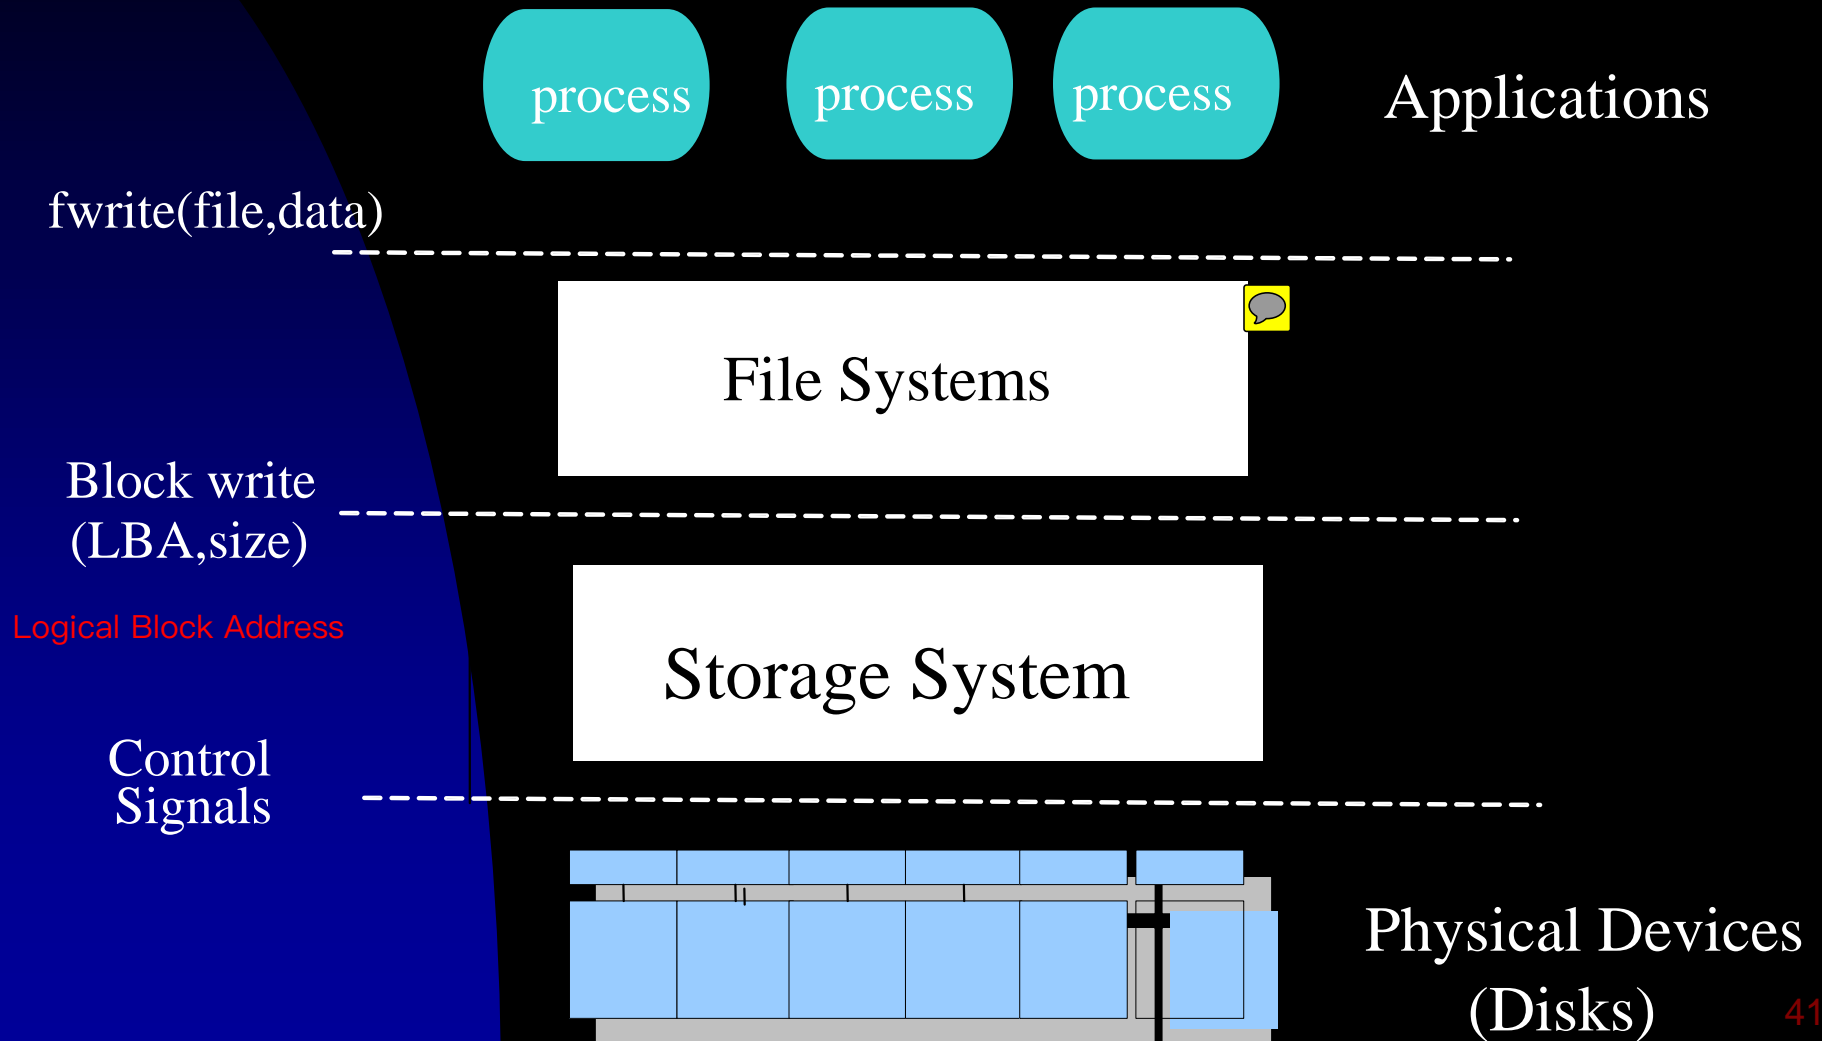 process
process
process
Applications
fwrite(file,data)
File Systems
Block write
(LBA,size)
Logical Block Address
Storage System
Control
Signals
Physical Devices
(Disks)
41